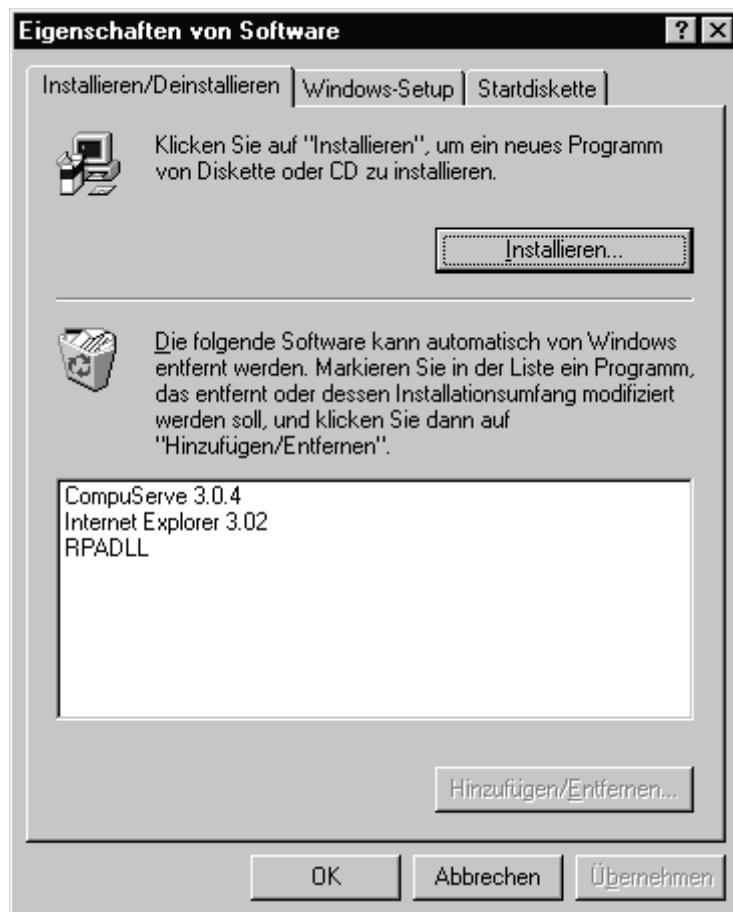 Eigenschaften von Software
Installieren/Deinstallieren
Windows-Setup
Startdiskette
Klicken Sie auf "Installieren", um ein neues Programm
von Diskette oder CD zu installieren.
Installieren...
Die folgende Software kann automatisch von Windows
entfernt werden. Markieren Sie in der Liste ein Programm,
das entfernt oder dessen Installationsumfang modifiziert
werden soll, und klicken Sie dann auf
"Hinzufügen/Entfernen".
CompuServe 3.0.4
Internet Explorer 3.02
RPADLL
Hinzufügen/Entfernen...
OK
Abbrechen
Übernehmen